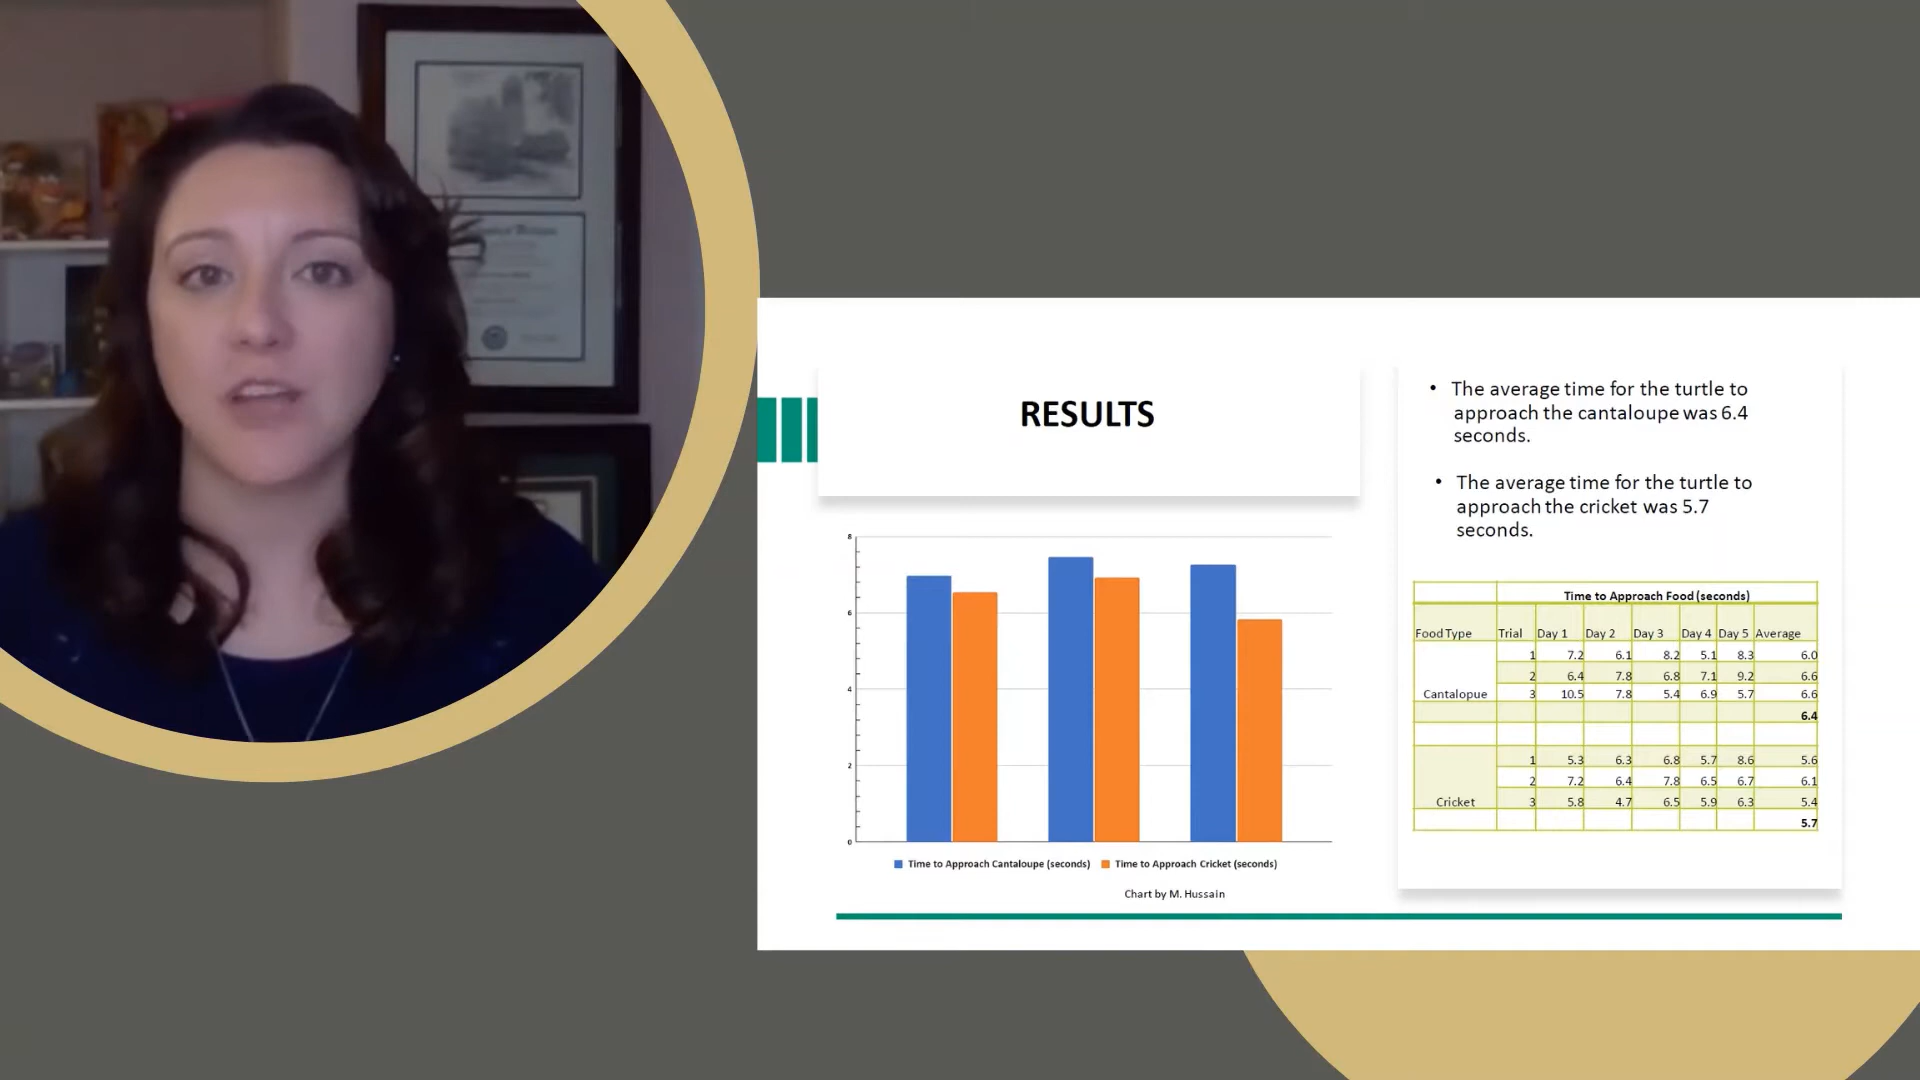 RESULTS
• The average time for the turtle to
approach the cantaloupe was 6.4
seconds.
• The average time for the turtle to
approach the cricket was 5.7
seconds.
8
6
4
2
0
Time to Approach Cantaloupe (seconds) Time to Approach Cricket (seconds)
Chart by M. Hussain
Time to Approach Food (seconds)
Food Type Trial Day 1 Day 2 Day 3 Day 4 Day 5 Average
1 7.2 6.1 8.2 5.1 8.3 6.0
2 6.4 7.8 6.8 7.1 9.2 6.6
Cantalopue 3 10.5 7.8 5.4 6.9 5.7 6.6
6.4
1 5.3 6.3 6.8 5.7 8.6 5.6
2 7.2 6.4 7.8 6.5 6.7 6.1
Cricket 3 5.8 4.7 6.5 5.9 6.3 5.4
5.7